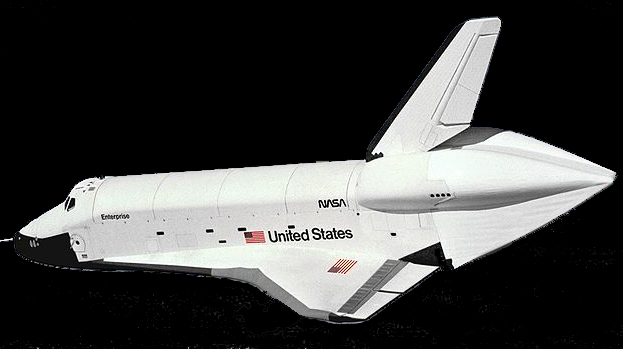 Enterprise
NASA
United States